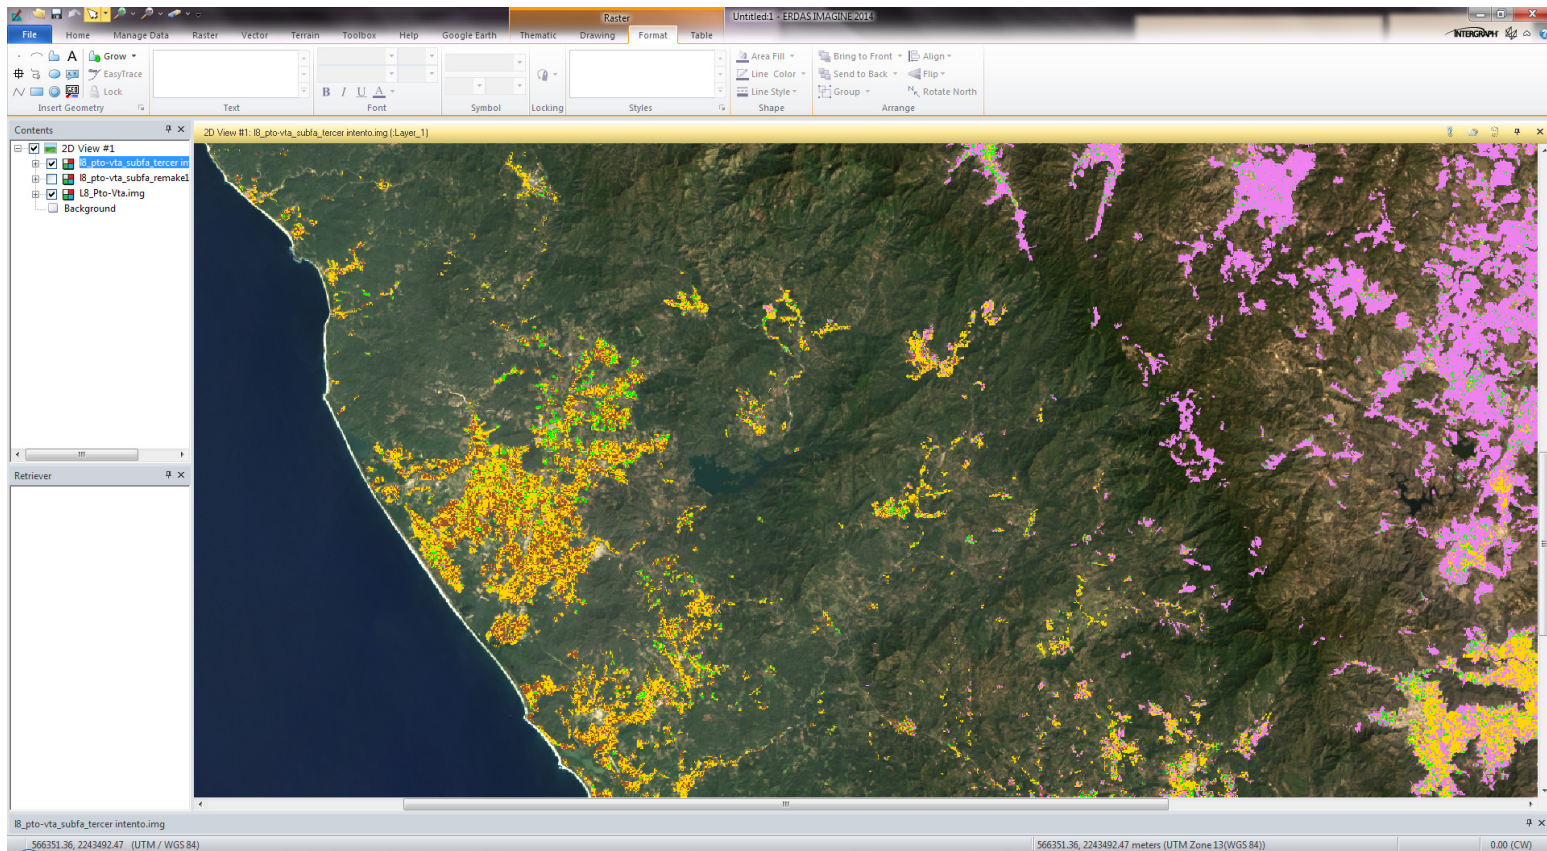 Raster
Untitled:1 - ERDAS IMAGINE 2014
File Home Manage Data Raster Vector Terrain Toolbox Help Google Earth Thematic Drawing Format Table
INTERGRAPH
A Grow Area Fill Bring to Front Align
EasyTrace Line Color Send to Back Flip
Lock B I U A Line Style Group Rotate North
Insert Geometry Text Font Symbol Locking Styles Shape Arrange
Contents
2D View #1: l8_pto-vta_subfa_tercer intento.img (:Layer_1)
2D View #1
l8_pto-vta_subfa_tercer in
l8_pto-vta_subfa_remake1
L8_Pto-Vta.img
Background
Retriever
l8_pto-vta_subfa_tercer intento.img
566351.36, 2243492.47 (UTM / WGS 84)
566351.36, 2243492.47 meters (UTM Zone 13(WGS 84))
0.00 (CW)